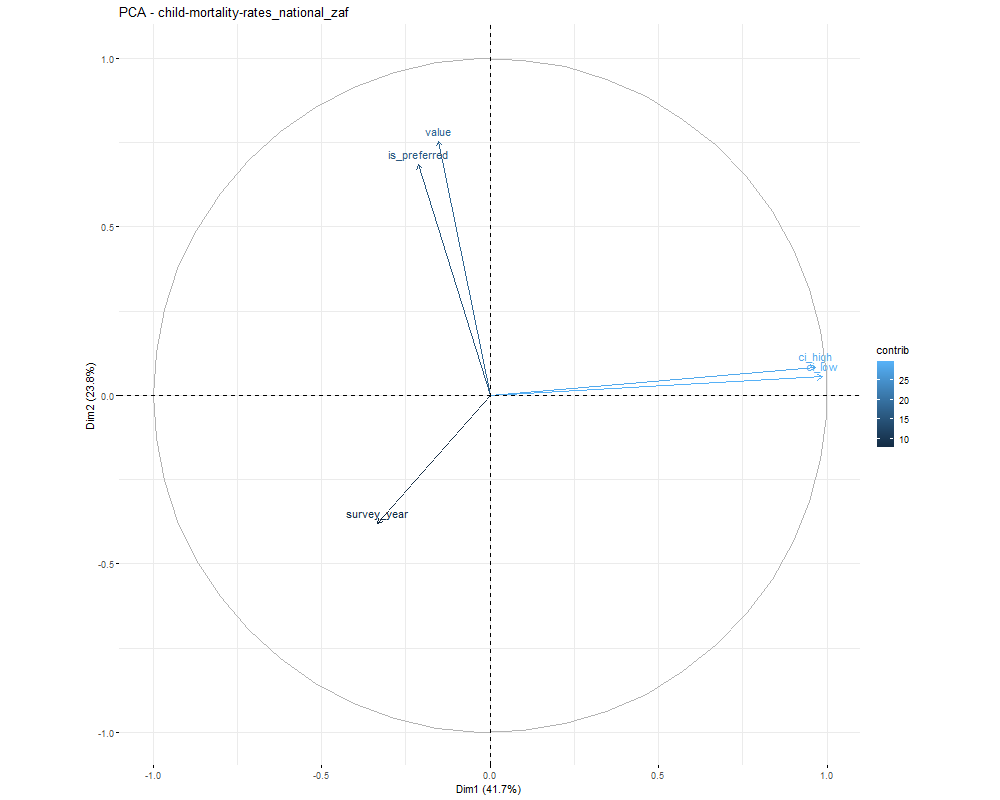 PCA - child-mortality-rates_national_zaf
1.0
value
is_preferred
0.5
ci_high
ci_low
contrib
25
20
15
10
Dim2 (23.8%)
0.0
survey_year
-0.5
-1.0
-1.0 -0.5 0.0 0.5 1.0
Dim1 (41.7%)